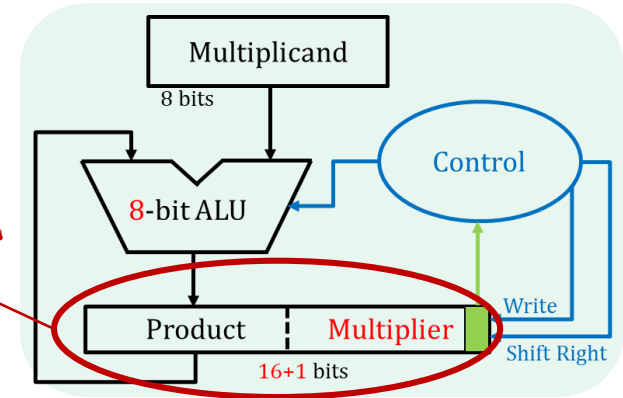 Multiplicand
8 bits
Control
8-bit ALU
Write
Product
Multiplier
Shift Right
16+1 bits